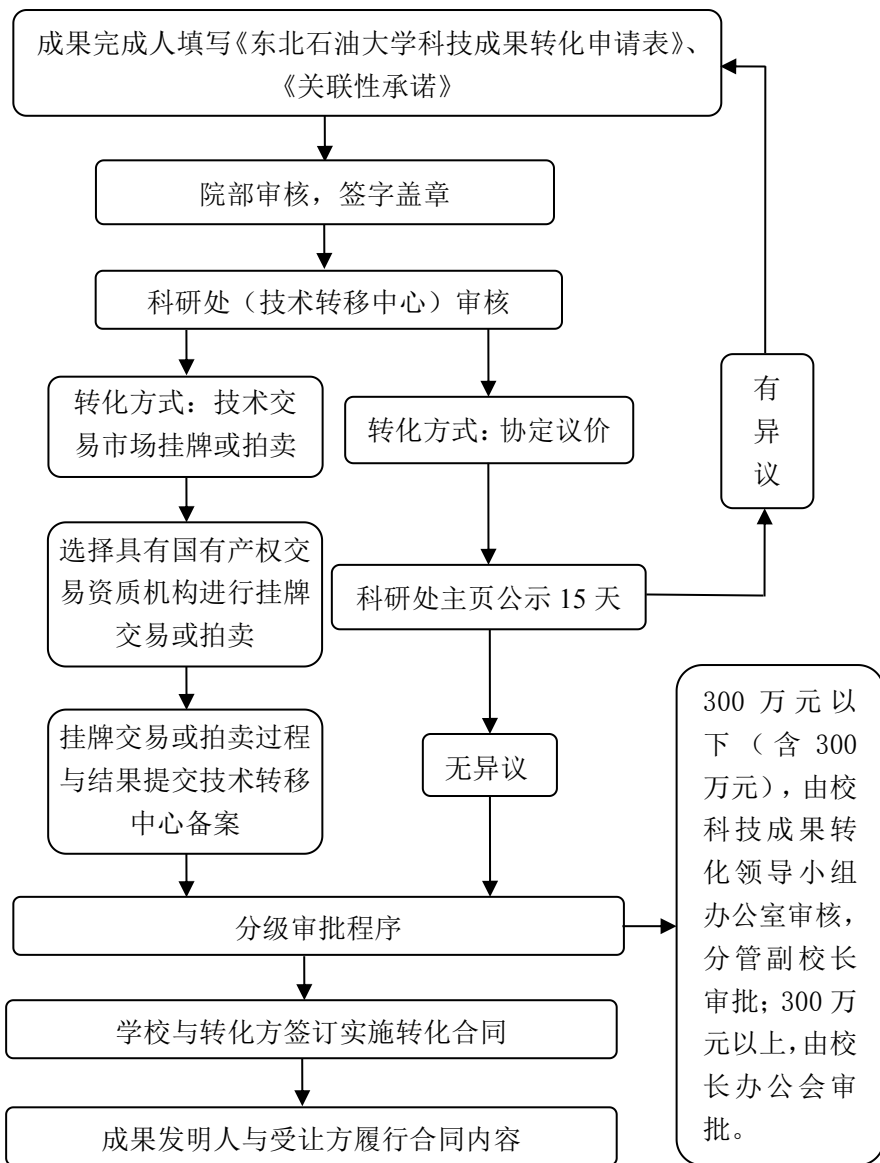 成果完成人填写《东北石油大学科技成果转化申请表》、
《关联性承诺》
院部审核，签字盖章
科研处（技术转移中心）审核
转化方式：技术交
易市场挂牌或拍卖
转化方式：协定议价
有
异
议
选择具有国有产权交
易资质机构进行挂牌
交易或拍卖
科研处主页公示 15 天
挂牌交易或拍卖过程
与结果提交技术转移
中心备案
无异议
分级审批程序
300 万元以
下（含 300
万元），由校
科技成果转
化领导小组
办公室审核，
分管副校长
审批；300 万
元以上，由校
长办公会审
批。
学校与转化方签订实施转化合同
成果发明人与受让方履行合同内容